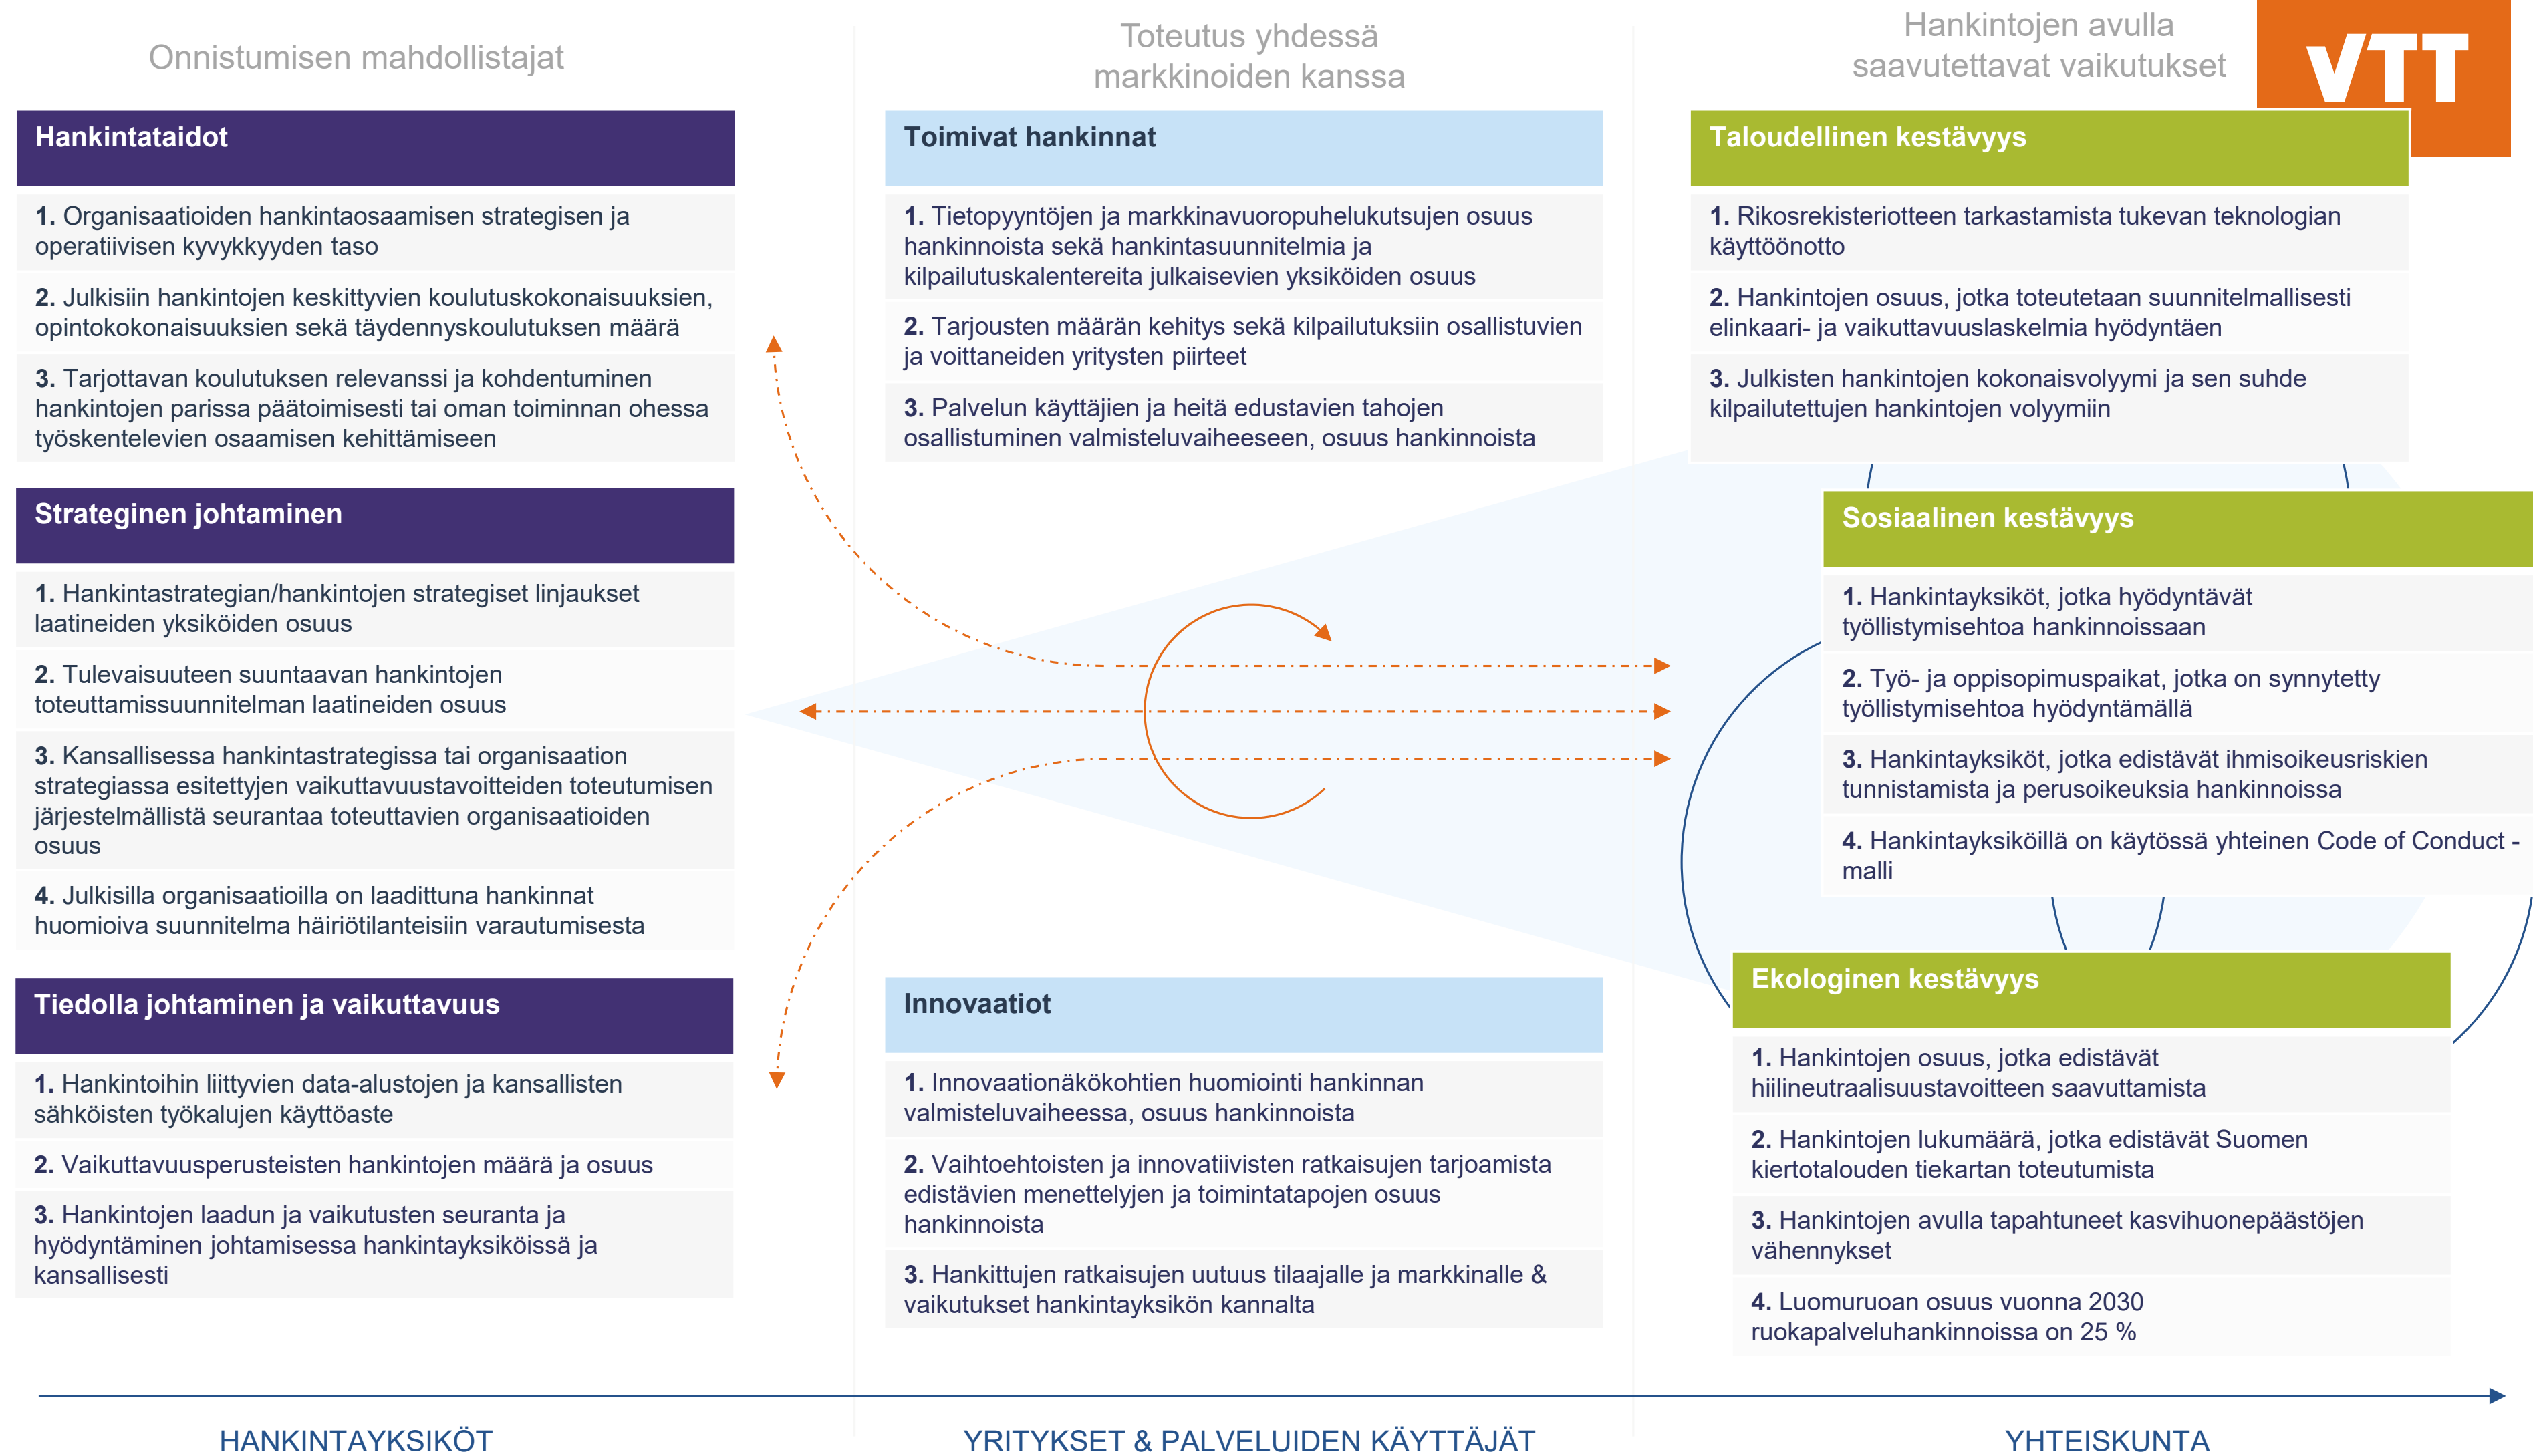 Onnistumisen mahdollistajat
Hankintataidot
1. Organisaatioiden hankintaosaamisen strategisen ja
operatiivisen kyvykkyyden taso
2. Julkisiin hankintojen keskittyvien koulutuskokonaisuuksien,
opintokokonaisuuksien sekä täydennyskoulutuksen määrä
3. Tarjottavan koulutuksen relevanssi ja kohdentuminen
hankintojen parissa päätoimisesti tai oman toiminnan ohessa
työskentelevien osaamisen kehittämiseen
Strateginen johtaminen
1. Hankintastrategian/hankintojen strategiset linjaukset
laatineiden yksiköiden osuus
2. Tulevaisuuteen suuntaavan hankintojen
toteuttamissuunnitelman laatineiden osuus
3. Kansallisessa hankintastrategissa tai organisaation
strategiassa esitettyjen vaikuttavuustavoitteiden toteutumisen
järjestelmällistä seurantaa toteuttavien organisaatioiden
osuus
4. Julkisilla organisaatioilla on laadittuna hankinnat
huomioiva suunnitelma häiriötilanteisiin varautumisesta
Tiedolla johtaminen ja vaikuttavuus
1. Hankintoihin liittyvien data-alustojen ja kansallisten
sähköisten työkalujen käyttöaste
2. Vaikuttavuusperusteisten hankintojen määrä ja osuus
3. Hankintojen laadun ja vaikutusten seuranta ja
hyödyntäminen johtamisessa hankintayksiköissä ja
kansallisesti
HANKINTAYKSIKÖT
Toteutus yhdessä
markkinoiden kanssa
Toimivat hankinnat
1. Tietopyyntöjen ja markkinavuoropuhelukutsujen osuus
hankinnoista sekä hankintasuunnitelmia ja
kilpailutuskalentereita julkaisevien yksiköiden osuus
2. Tarjousten määrän kehitys sekä kilpailutuksiin osallistuvien
ja voittaneiden yritysten piirteet
3. Palvelun käyttäjien ja heitä edustavien tahojen
osallistuminen valmisteluvaiheeseen, osuus hankinnoista
Innovaatiot
1. Innovaationäkökohtien huomiointi hankinnan
valmisteluvaiheessa, osuus hankinnoista
2. Vaihtoehtoisten ja innovatiivisten ratkaisujen tarjoamista
edistävien menettelyjen ja toimintatapojen osuus
hankinnoista
3. Hankittujen ratkaisujen uutuus tilaajalle ja markkinalle &
vaikutukset hankintayksikön kannalta
YRITYKSET & PALVELUIDEN KÄYTTÄJÄT
Hankintojen avulla
saavutettavat vaikutukset
VTT
Taloudellinen kestävyys
1. Rikosrekisteriotteen tarkastamista tukevan teknologian
käyttöönotto
2. Hankintojen osuus, jotka toteutetaan suunnitelmallisesti
elinkaari- ja vaikuttavuuslaskelmia hyödyntäen
3. Julkisten hankintojen kokonaisvolyymi ja sen suhde
kilpailutettujen hankintojen volyymiin
Sosiaalinen kestävyys
1. Hankintayksiköt, jotka hyödyntävät
työllistymisehtoa hankinnoissaan
2. Työ- ja oppisopimuspaikat, jotka on synnytetty
työllistymisehtoa hyödyntämällä
3. Hankintayksiköt, jotka edistävät ihmisoikeusriskien
tunnistamista ja perusoikeuksia hankinnoissa
4. Hankintayksiköillä on käytössä yhteinen Code of Conduct -
malli
Ekologinen kestävyys
1. Hankintojen osuus, jotka edistävät
hiilineutraalisuustavoitteen saavuttamista
2. Hankintojen lukumäärä, jotka edistävät Suomen
kiertotalouden tiekartan toteutumista
3. Hankintojen avulla tapahtuneet kasvihuonepäästöjen
vähennykset
4. Luomuruoan osuus vuonna 2030
ruokapalveluhankinnoissa on 25 %
YHTEISKUNTA